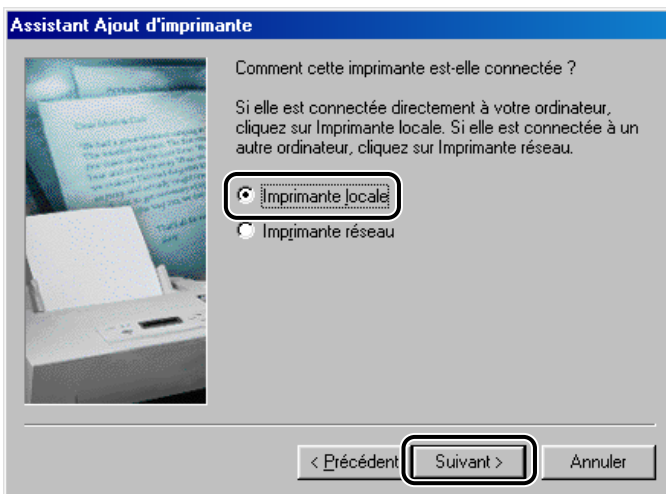 Assistant Ajout d'imprimante
Comment cette imprimante est-elle connectée ?
Si elle est connectée directement à votre ordinateur,
cliquez sur Imprimante locale. Si elle est connectée à un
autre ordinateur, cliquez sur Imprimante réseau.
Imprimante locale
Imprimante réseau
< Précédent
Suivant >
Annuler